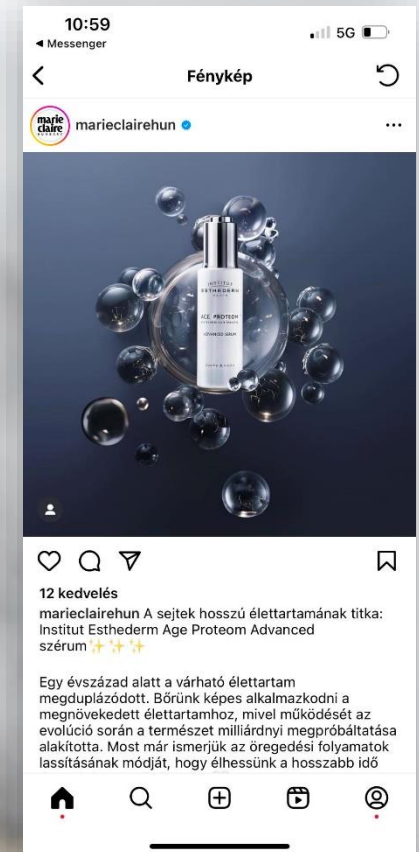 10:59
5G
◄ Messenger
Fénykép
marie
claire
marieclairehun
INSTITUT
ESTHEDERM
PARIS
AGE PROTEOM
ADVANCED SERUM
12 kedvelés
marieclairehun A sejtek hosszú élettartamának titka:
Institut Esthederm Age Proteom Advanced
szérum✨✨✨
Egy évszázad alatt a várható élettartam
megduplázódott. Bőrünk képes alkalmazkodni a
megnövekedett élettartamhoz, mivel működését az
evolúció során a természet milliárdnyi megpróbáltatása
alakította. Most már ismerjük az öregedési folyamatok
lassításának módját, hogy élhessünk a hosszabb idő